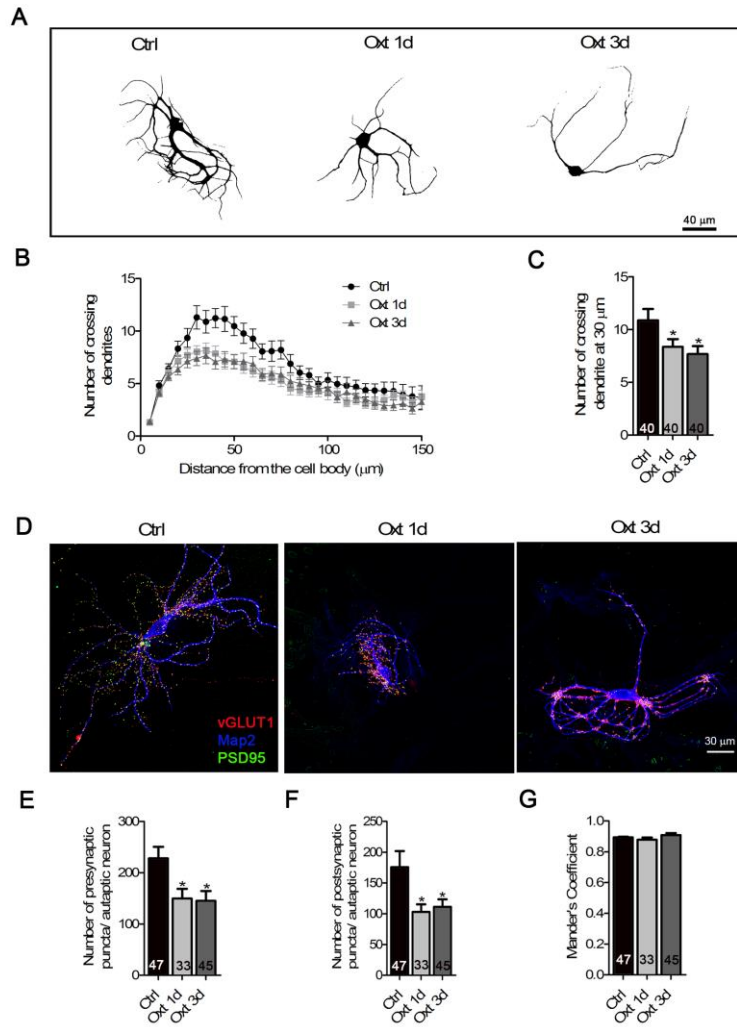 A
Ctrl
Oxt 1d
Oxt 3d
40 µm
B
Number of crossing
dendrites
15
10
5
0
0
50
100
150
Distance from the cell body (µm)
Ctrl
Oxt 1d
Oxt 3d
C
Number of crossing
dendrite at 30 µm
15
10
5
0
*
*
40
40
40
Ctrl
Oxt 1d
Oxt 3d
D
Ctrl
Oxt 1d
Oxt 3d
vGLUT1
Map2
PSD95
30 µm
E
Number of presynaptic
puncta/ autaptic neuron
300
200
100
0
*
*
47
33
45
Ctrl
Oxt 1d
Oxt 3d
F
Number of postsynaptic
puncta/ autaptic neuron
250
200
150
100
50
0
*
*
47
33
45
Ctrl
Oxt 1d
Oxt 3d
G
Mander's Coefficient
1.0
0.8
0.6
0.4
0.2
0.0
47
33
45
Ctrl
Oxt 1d
Oxt 3d